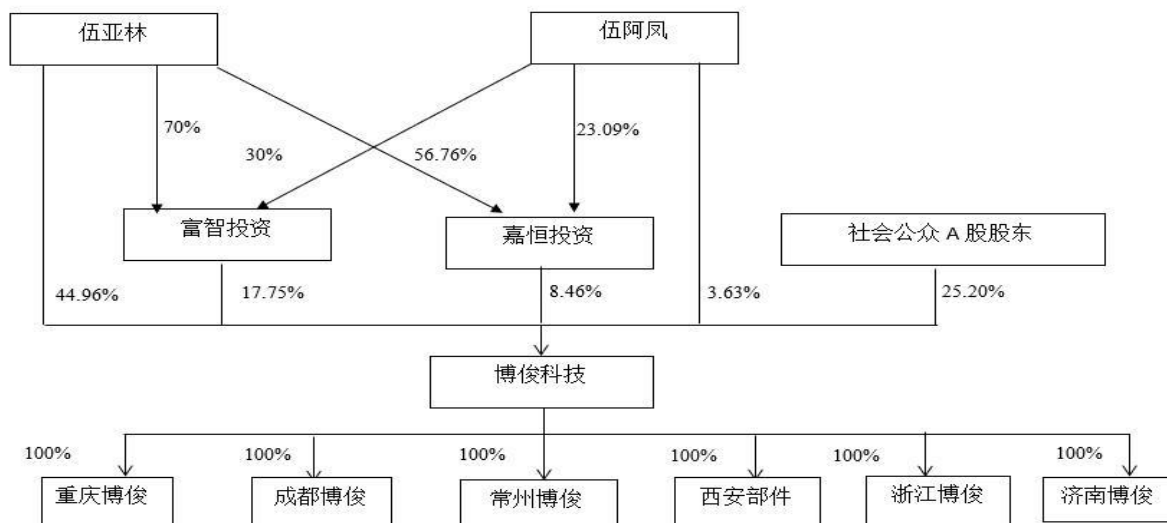 伍亚林
伍阿凤
70%
30%
56.76%
23.09%
富智投资
嘉恒投资
社会公众 A 股股东
44.96%
17.75%
8.46%
3.63%
25.20%
博俊科技
100%
100%
100%
100%
100%
100%
重庆博俊
成都博俊
常州博俊
西安部件
浙江博俊
济南博俊